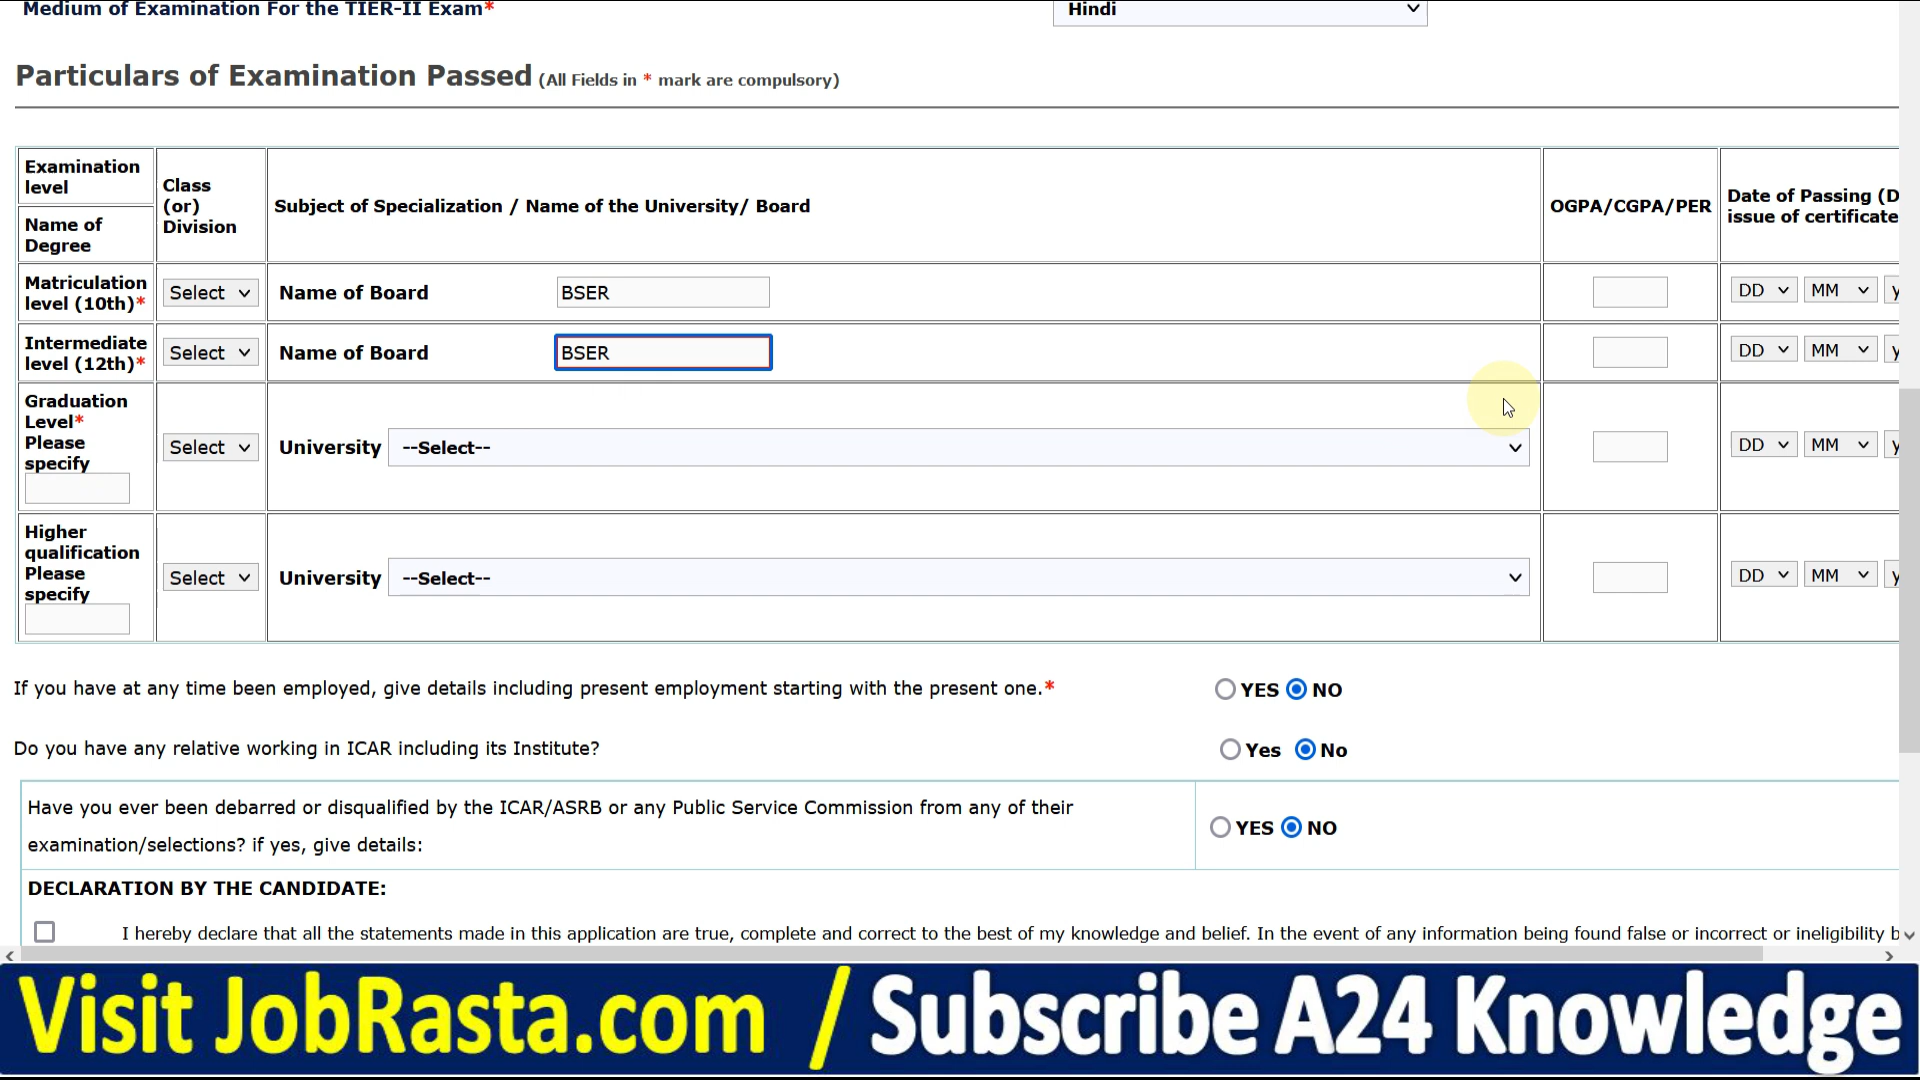 Medium of Examination For the TIER-II Exam*
Hindi
Particulars of Examination Passed (All Fields in * mark are compulsory)
Examination level
Name of Degree
Class (or) Division
Subject of Specialization / Name of the University/ Board
OGPA/CGPA/PER
Date of Passing (D
issue of certificate
Matriculation level (10th)*
Select
Name of Board
BSER
DD
MM
y
Intermediate level (12th)*
Select
Name of Board
BSER
DD
MM
y
Graduation Level* Please specify
Select
University
--Select--
DD
MM
y
Higher qualification Please specify
Select
University
--Select--
DD
MM
y
If you have at any time been employed, give details including present employment starting with the present one.*
YES NO
Do you have any relative working in ICAR including its Institute?
Yes No
Have you ever been debarred or disqualified by the ICAR/ASRB or any Public Service Commission from any of their
examination/selections? if yes, give details:
YES NO
DECLARATION BY THE CANDIDATE:
I hereby declare that all the statements made in this application are true, complete and correct to the best of my knowledge and belief. In the event of any information being found false or incorrect or ineligibility b
Visit JobRasta.com / Subscribe A24 Knowledge